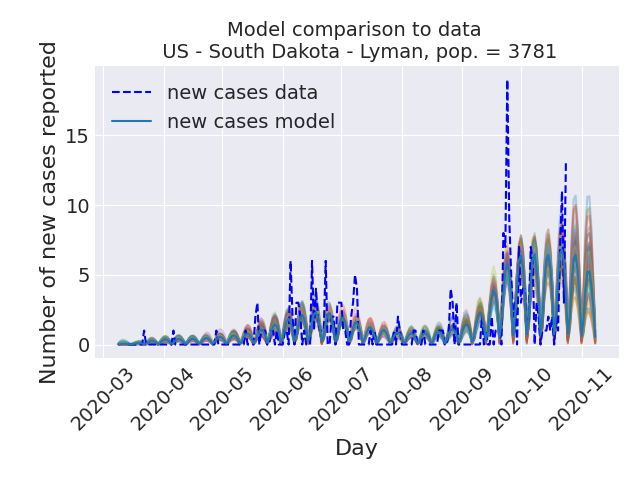 Model comparison to data
US - South Dakota - Lyman, pop. = 3781
new cases data
new cases model
Number of new cases reported
15
10
5
0
2020-03
2020-04
2020-05
2020-06
2020-07
2020-08
2020-09
2020-10
2020-11
Day